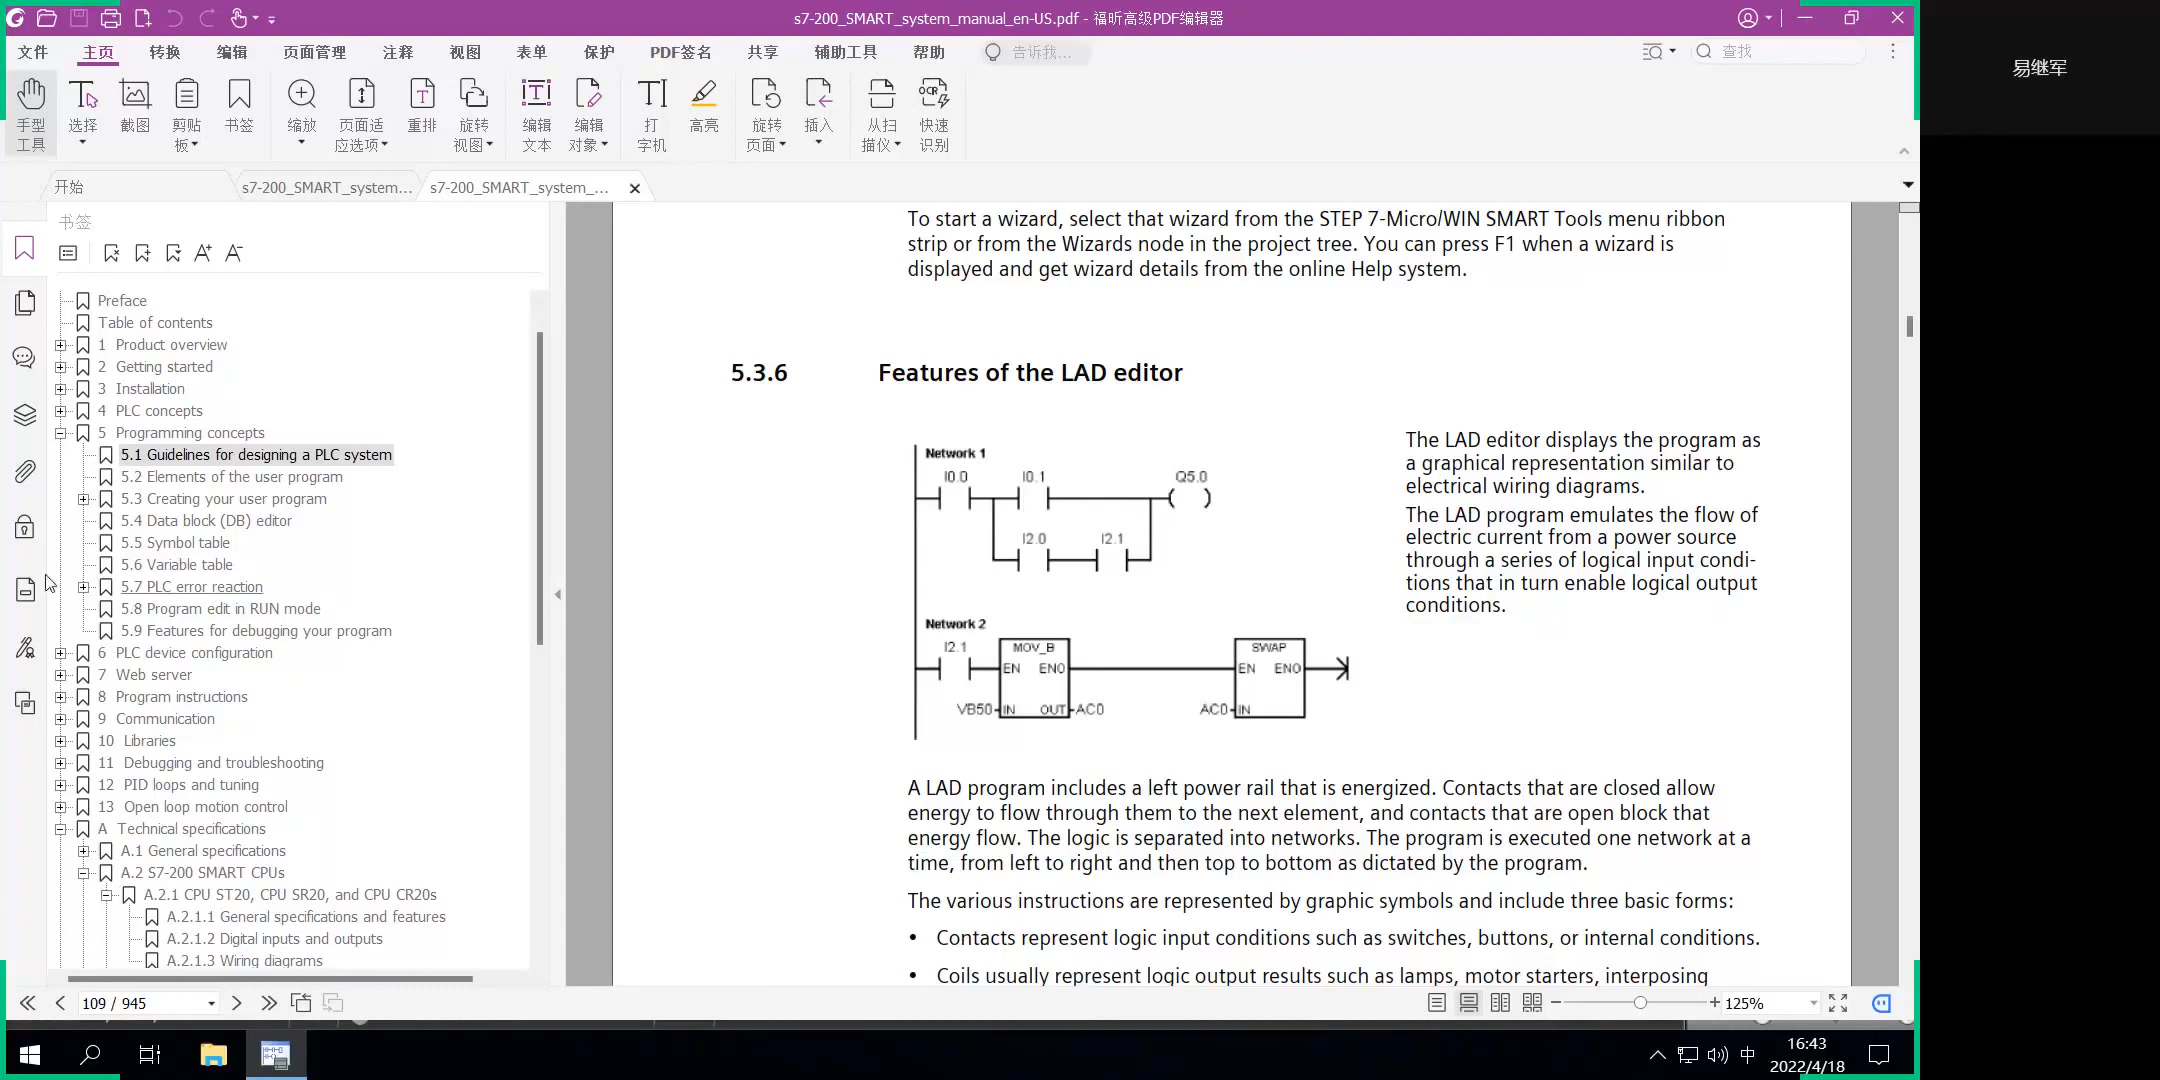 s7-200_SMART_system_manual_en-US.pdf - 福昕高级PDF编辑器
文件 主页 转换 编辑 页面管理 注释 视图 表单 保护 PDF签名 共享 辅助工具 帮助 告诉我... 查找
手型工具 选择 截图 剪贴板 书签 缩放 页面适应选项 重排 旋转视图 编辑文本 编辑对象 打字机 高亮 旋转页面 插入 从扫描仪 快速识别
开始 s7-200_SMART_system... s7-200_SMART_system_...
书签
Preface
Table of contents
1 Product overview
2 Getting started
3 Installation
4 PLC concepts
5 Programming concepts
5.1 Guidelines for designing a PLC system
5.2 Elements of the user program
5.3 Creating your user program
5.4 Data block (DB) editor
5.5 Symbol table
5.6 Variable table
5.7 PLC error reaction
5.8 Program edit in RUN mode
5.9 Features for debugging your program
6 PLC device configuration
7 Web server
8 Program instructions
9 Communication
10 Libraries
11 Debugging and troubleshooting
12 PID loops and tuning
13 Open loop motion control
A Technical specifications
A.1 General specifications
A.2 S7-200 SMART CPUs
A.2.1 CPU ST20, CPU SR20, and CPU CR20s
A.2.1.1 General specifications and features
A.2.1.2 Digital inputs and outputs
A.2.1.3 Wiring diagrams
To start a wizard, select that wizard from the STEP 7-Micro/WIN SMART Tools menu ribbon
strip or from the Wizards node in the project tree. You can press F1 when a wizard is
displayed and get wizard details from the online Help system.
5.3.6 Features of the LAD editor
Network 1
I0.0 I0.1 Q5.0
I2.0 I2.1
Network 2
I2.1 MOV_B SWAP
EN ENO EN ENO
VB50 IN OUT AC0 AC0 IN
The LAD editor displays the program as
a graphical representation similar to
electrical wiring diagrams.
The LAD program emulates the flow of
electric current from a power source
through a series of logical input condi-
tions that in turn enable logical output
conditions.
A LAD program includes a left power rail that is energized. Contacts that are closed allow
energy to flow through them to the next element, and contacts that are open block that
energy flow. The logic is separated into networks. The program is executed one network at a
time, from left to right and then top to bottom as dictated by the program.
The various instructions are represented by graphic symbols and include three basic forms:
• Contacts represent logic input conditions such as switches, buttons, or internal conditions.
• Coils usually represent logic output results such as lamps, motor starters, interposing
109 / 945
125%
中
16:43
2022/4/18
易继军